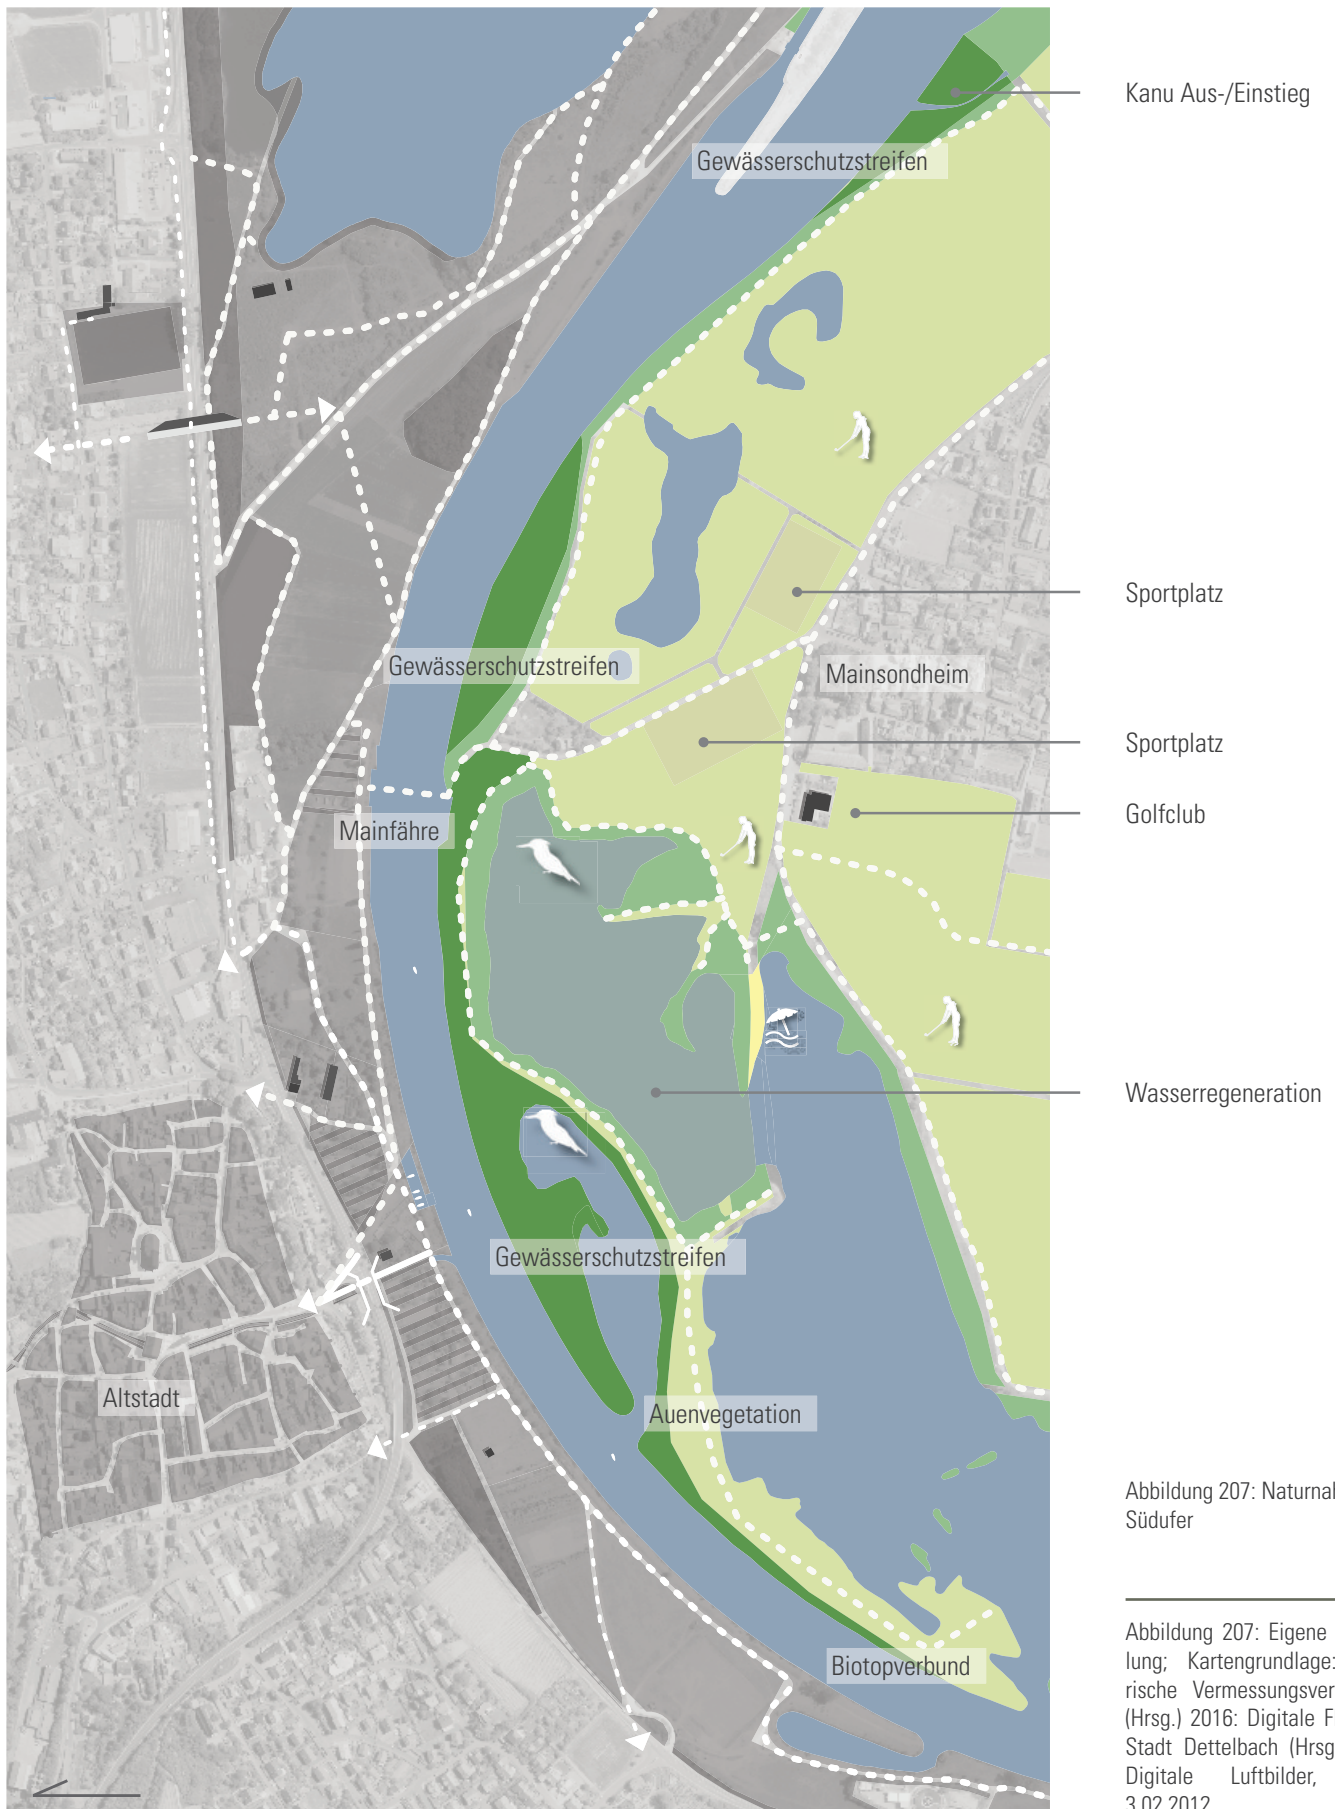 Kanu Aus-/Einstieg
Gewässerschutzstreifen
Sportplatz
Gewässerschutzstreifen
Mainsondheim
Sportplatz
Golfclub
Mainfähre
Wasserregeneration
Gewässerschutzstreifen
Altstadt
Auenvegetation
Biotopverbund
Abbildung 207: Naturnah
Südufer
Abbildung 207: Eigene
lung; Kartengrundlage:
rische Vermessungsver
(Hrsg.) 2016: Digitale F
Stadt Dettelbach (Hrsg
Digitale Luftbilder,
3.02.2012